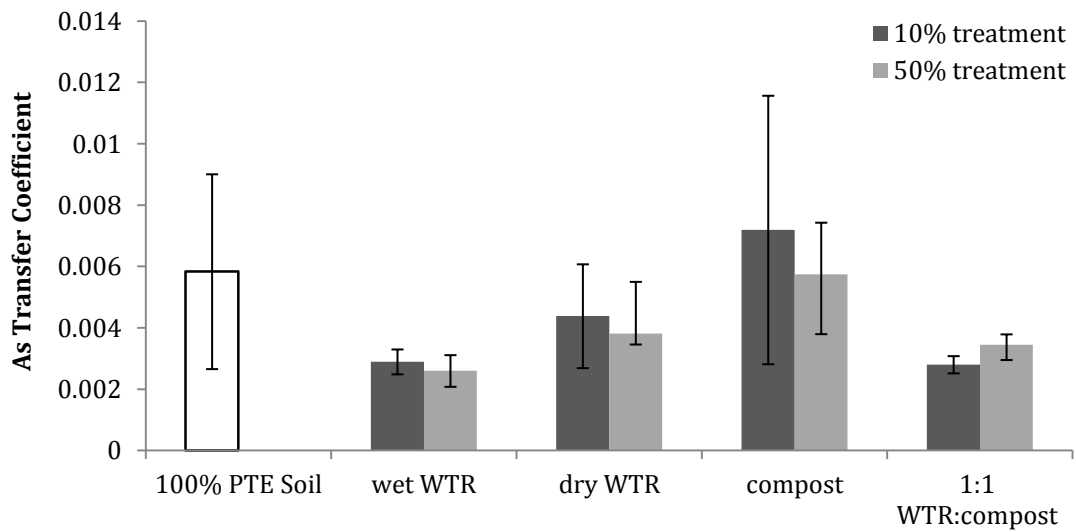 0.014
0.012
0.01
0.008
0.006
0.004
0.002
0
As Transfer Coefficient
10% treatment
50% treatment
100% PTE Soil
wet WTR
dry WTR
compost
1:1
WTR:compost